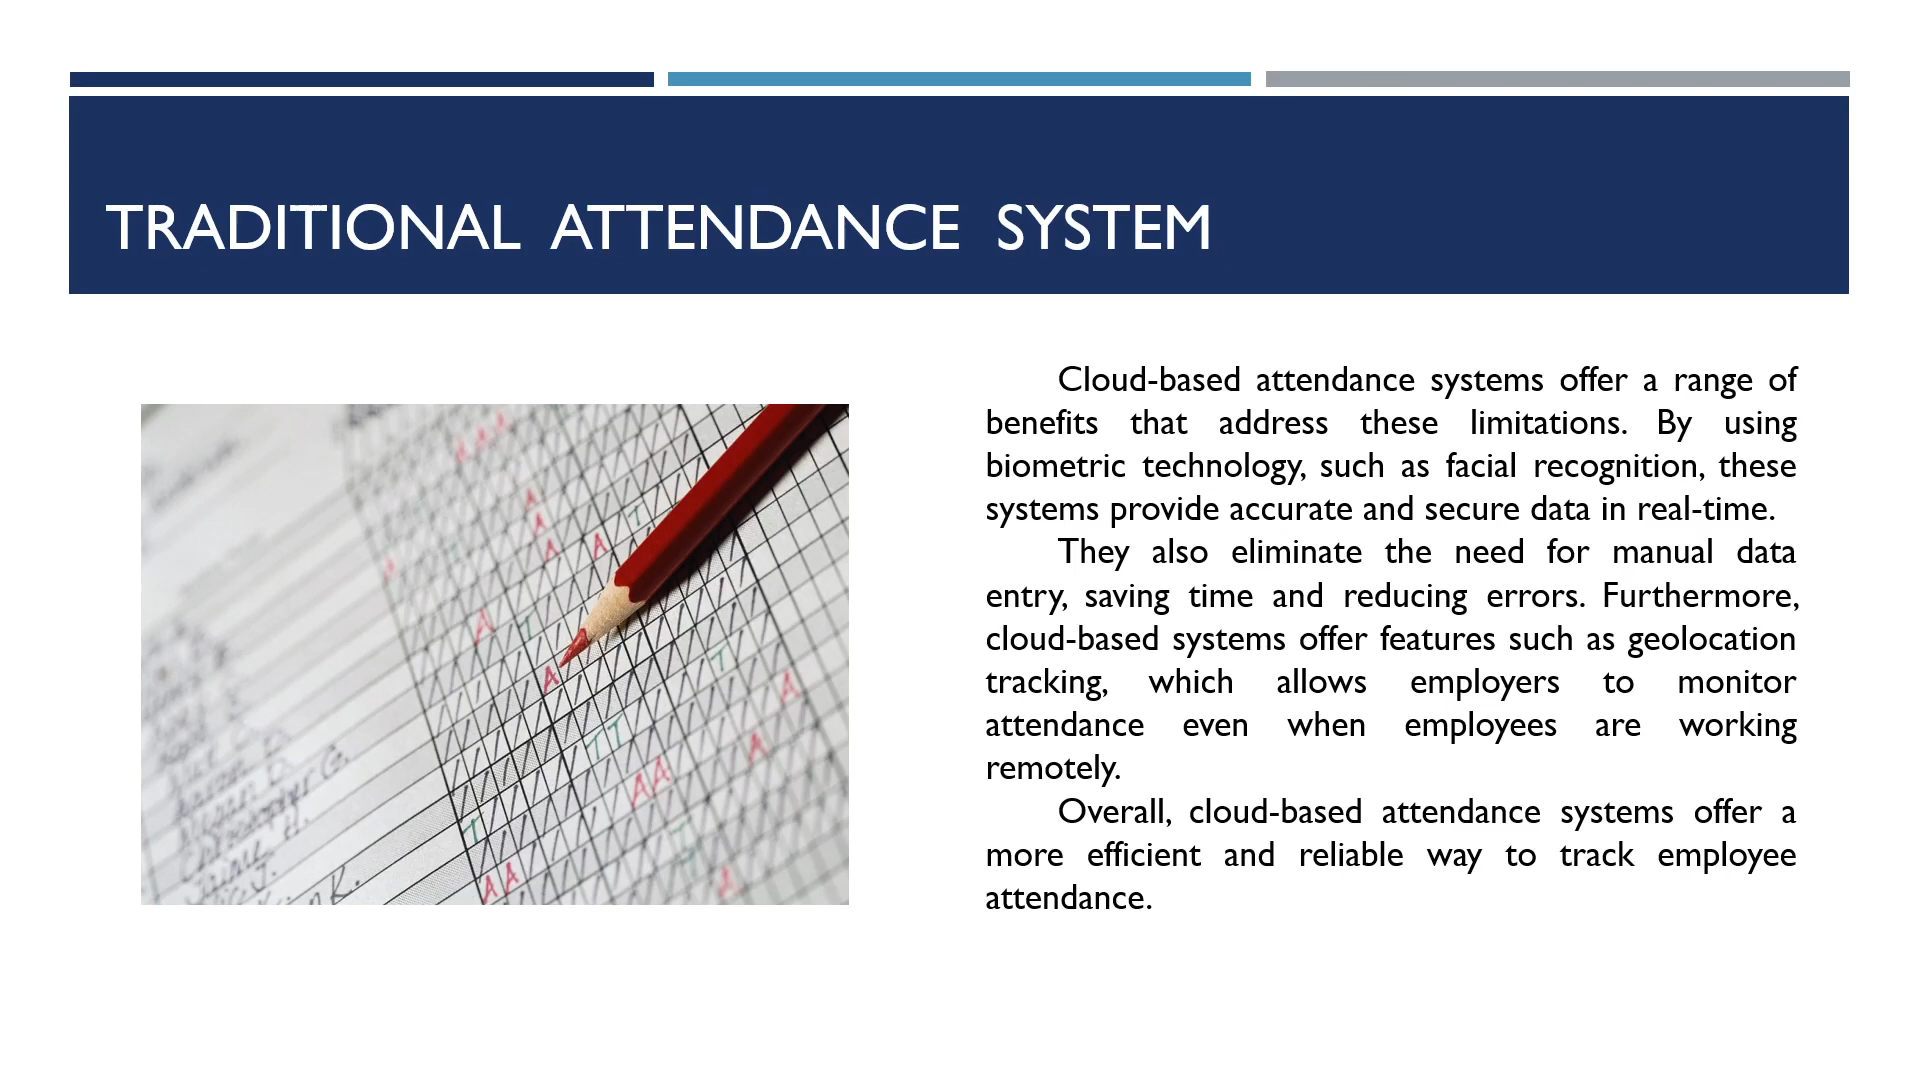 TRADITIONAL ATTENDANCE SYSTEM
Cloud-based attendance systems offer a range of
benefits that address these limitations. By using
biometric technology, such as facial recognition, these
systems provide accurate and secure data in real-time.
They also eliminate the need for manual data
entry, saving time and reducing errors. Furthermore,
cloud-based systems offer features such as geolocation
tracking, which allows employers to monitor
attendance even when employees are working
remotely.
Overall, cloud-based attendance systems offer a
more efficient and reliable way to track employee
attendance.